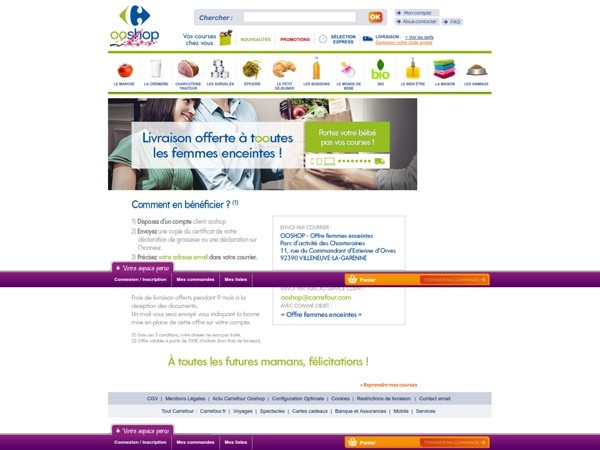 Chercher :
OK
Mon compte
Nous contacter
FAQ
ooshop
Vos courses
chez vous
NOUVEAUTÉS
PROMOTIONS
SÉLECTION
EXPRESS
LIVRAISON :
> Voir les tarifs
Saisissez votre code postal
LE MARCHÉ
LA CRÈMERIE
CHARCUTERIE
TRAITEUR
LES SURGELÉS
EPICERIE
LE PETIT
DÉJEUNER
LES BOISSONS
LE MONDE DE
BÉBÉ
bio
BIO
LE BIEN ÊTRE
LA MAISON
LES ANIMAUX
Livraison offerte à tooutes
les femmes enceintes !
Portez votre bébé
pas vos courses !
Comment en bénéficier ? (1)
1) Disposez d'un compte client ooshop
2) Envoyez une copie du certificat de votre
déclaration de grossesse ou une déclaration sur
l'honneur.
3) Précisez votre adresse email dans votre courrier.
ENVOI PAR COURRIER :
OOSHOP - Offre femmes enceintes
Parc d'activité des Chanteraines
11, rue du Commandant d'Estienne d'Orves
92390 VILLENEUVE-LA-GARENNE
Votre espace perso
Connexion / Inscription
Mes commandes
Mes listes
Panier
TERMINER MA COMMANDE
ENVOI PAR MAIL AU SERVICE CLIENT
ooshop@carrefour.com
AVEC COMME OBJET :
« Offre femmes enceintes »
Frais de livraison offerts pendant 9 mois à la
réception des documents.
Un mail vous sera envoyé vous indiquant la bonne
mise en place de cette offre sur votre compte.
(1) Sans ces 3 conditions, votre dossier ne sera pas traité.
(2) Offre valable à partir de 100€ d'achats (hors frais de livraison).
À toutes les futures mamans, félicitations !
> Reprendre mes courses
CGV | Mentions Légales | Actu Carrefour Ooshop | Configuration Optimale | Cookies | Restrictions de livraison | Contact email
Tout Carrefour : Carrefour.fr | Voyages | Spectacles | Cartes cadeaux | Banque et Assurances | Mobile | Services
Votre espace perso
Connexion / Inscription
Mes commandes
Mes listes
Panier
TERMINER MA COMMANDE